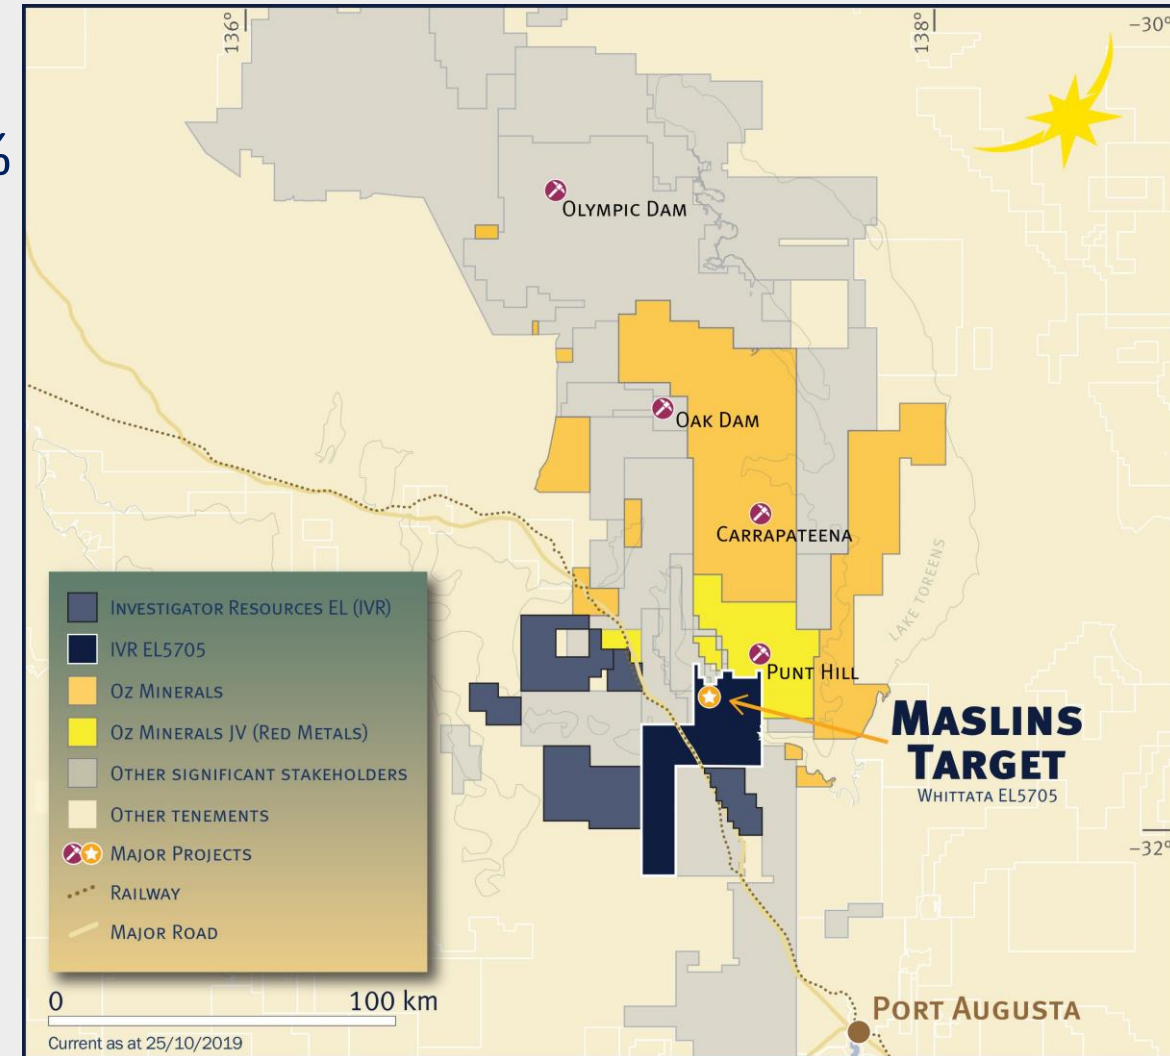 136°
138°
–30°
%
OLYMPIC DAM
OAK DAM
CARRAPATEENA
LAKE TOREENS
PUNT HILL
MASLINS
TARGET
WHITTATA EL5705
INVESTIGATOR RESOURCES EL (IVR)
IVR EL5705
OZ MINERALS
OZ MINERALS JV (RED METALS)
OTHER SIGNIFICANT STAKEHOLDERS
OTHER TENEMENTS
MAJOR PROJECTS
RAILWAY
MAJOR ROAD
–32°
0 100 km
Current as at 25/10/2019
PORT AUGUSTA